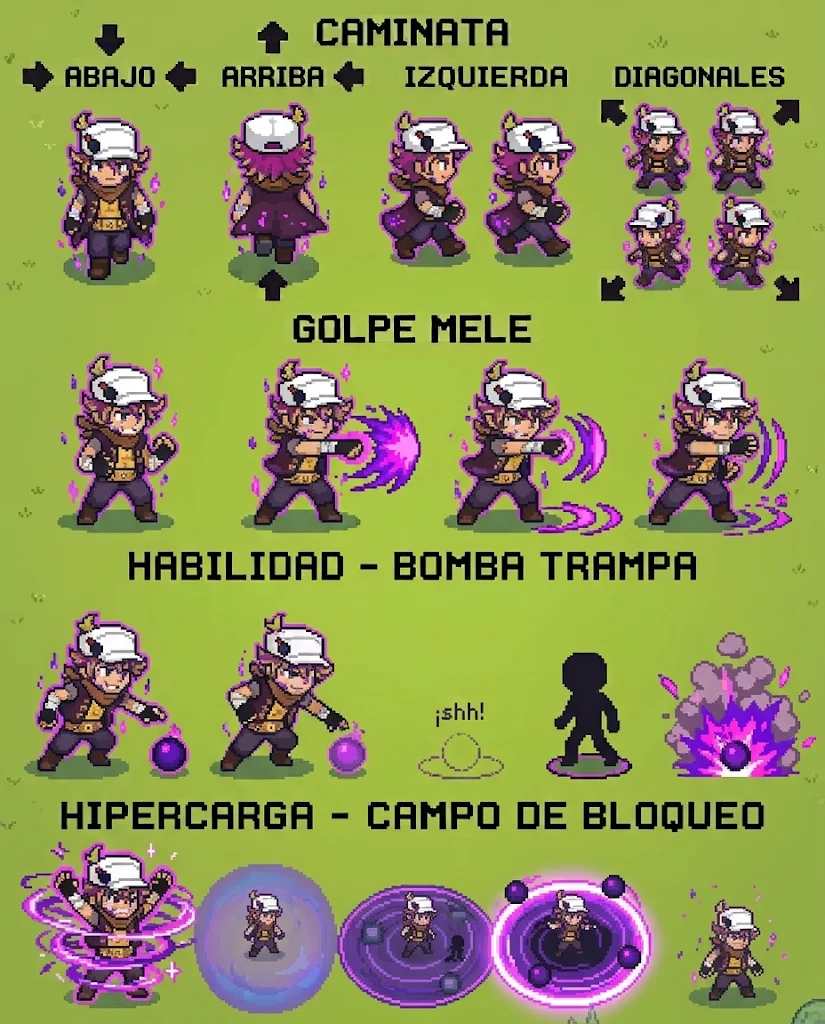 CAMINATA
ABAJO ARRIBA IZQUIERDA DIAGONALES
GOLPE MELE
HABILIDAD - BOMBA TRAMPA
¡shh!
HIPERCARGA - CAMPO DE BLOQUEO